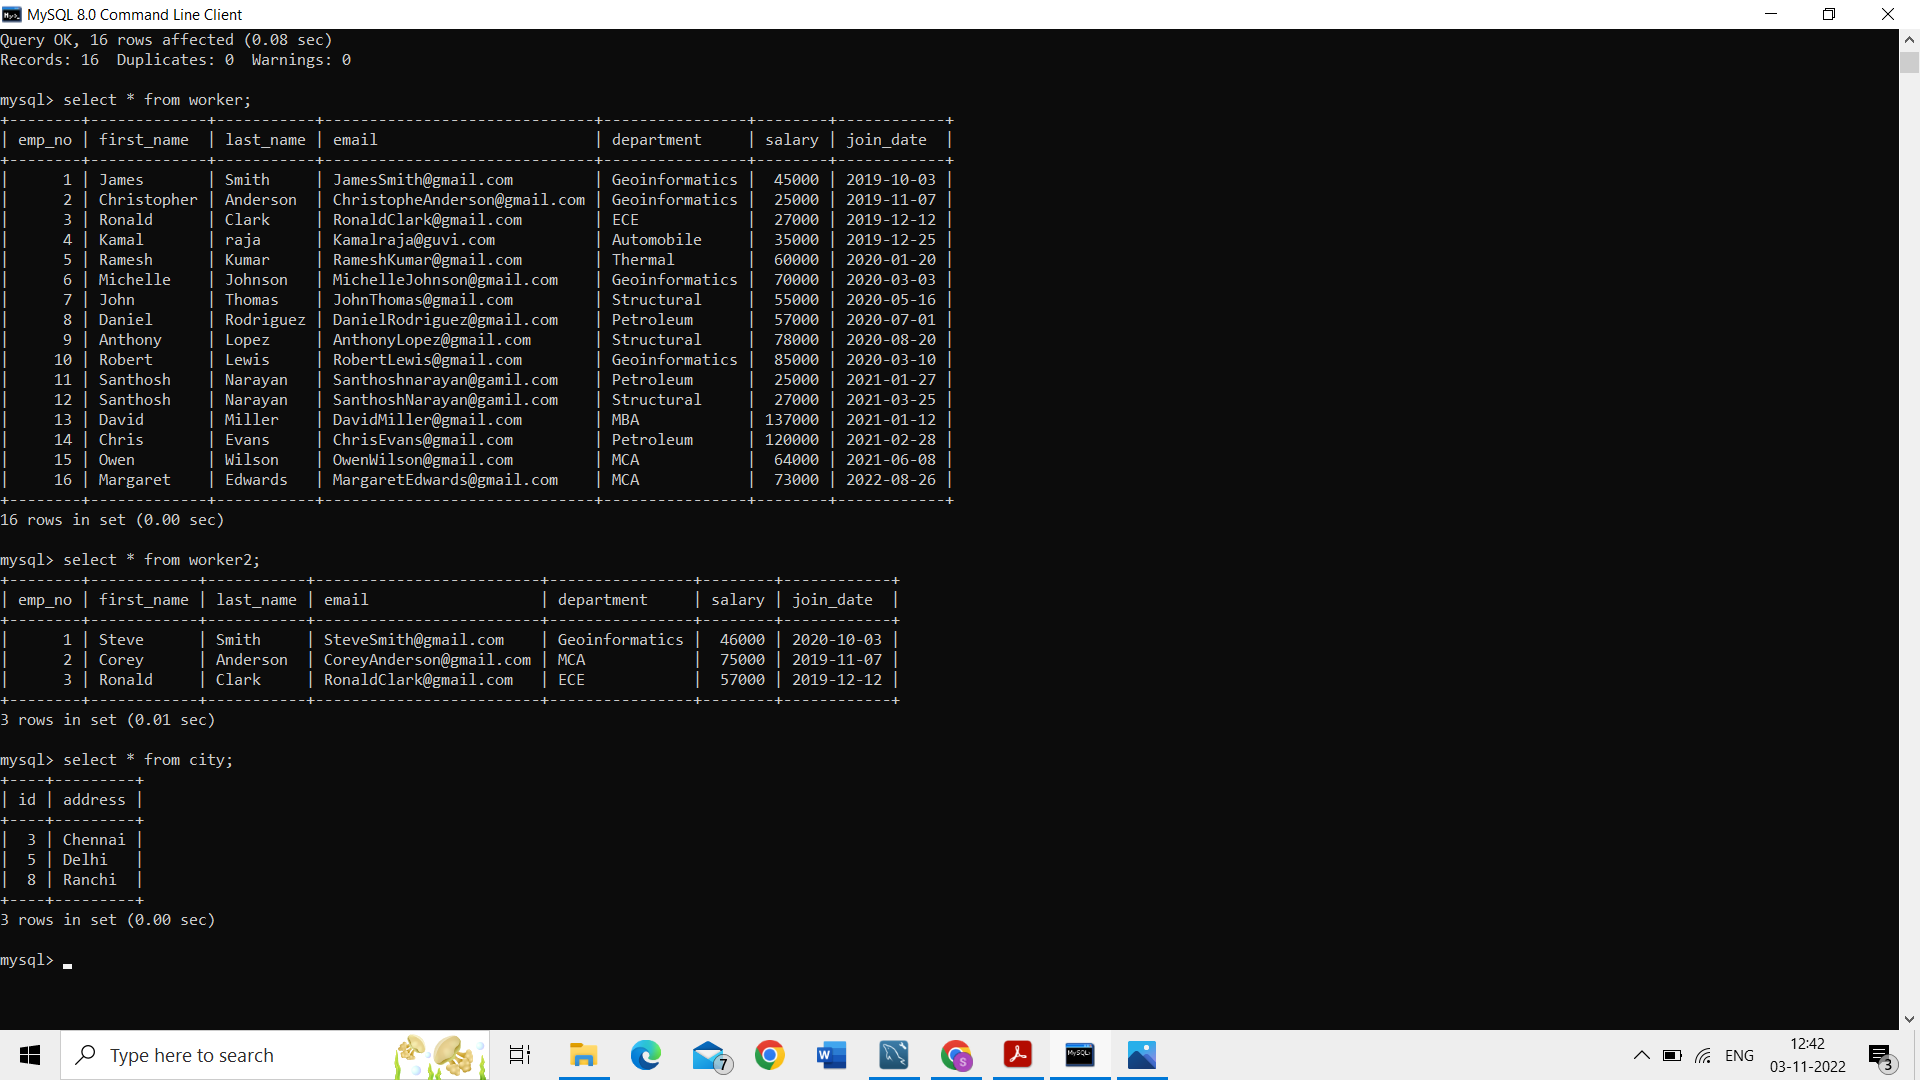 MySQL 8.0 Command Line Client
Query OK, 16 rows affected (0.08 sec)
Records: 16  Duplicates: 0  Warnings: 0
mysql> select * from worker;
+--------+-------------+-----------+------------------------------+----------------+--------+------------+
| emp_no | first_name  | last_name | email                        | department     | salary | join_date  |
+--------+-------------+-----------+------------------------------+----------------+--------+------------+
|      1 | James       | Smith     | JamesSmith@gmail.com         | Geoinformatics |  45000 | 2019-10-03 |
|      2 | Christopher | Anderson  | ChristopheAnderson@gmail.com | Geoinformatics |  25000 | 2019-11-07 |
|      3 | Ronald      | Clark     | RonaldClark@gmail.com        | ECE            |  27000 | 2019-12-12 |
|      4 | Kamal       | raja      | Kamalraja@guvi.com           | Automobile     |  35000 | 2019-12-25 |
|      5 | Ramesh      | Kumar     | RameshKumar@gmail.com        | Thermal        |  60000 | 2020-01-20 |
|      6 | Michelle    | Johnson   | MichelleJohnson@gmail.com    | Geoinformatics |  70000 | 2020-03-03 |
|      7 | John        | Thomas    | JohnThomas@gmail.com         | Structural     |  55000 | 2020-05-16 |
|      8 | Daniel      | Rodriguez | DanielRodriguez@gmail.com    | Petroleum      |  57000 | 2020-07-01 |
|      9 | Anthony     | Lopez     | AnthonyLopez@gmail.com       | Structural     |  78000 | 2020-08-20 |
|     10 | Robert      | Lewis     | RobertLewis@gmail.com        | Geoinformatics |  85000 | 2020-03-10 |
|     11 | Santhosh    | Narayan   | Santhoshnarayan@gamil.com    | Petroleum      |  25000 | 2021-01-27 |
|     12 | Santhosh    | Narayan   | SanthoshNarayan@gamil.com    | Structural     |  27000 | 2021-03-25 |
|     13 | David       | Miller    | DavidMiller@gmail.com        | MBA            | 137000 | 2021-01-12 |
|     14 | Chris       | Evans     | ChrisEvans@gmail.com         | Petroleum      | 120000 | 2021-02-28 |
|     15 | Owen        | Wilson    | OwenWilson@gmail.com         | MCA            |  64000 | 2021-06-08 |
|     16 | Margaret    | Edwards   | MargaretEdwards@gmail.com    | MCA            |  73000 | 2022-08-26 |
+--------+-------------+-----------+------------------------------+----------------+--------+------------+
16 rows in set (0.00 sec)
mysql> select * from worker2;
+--------+------------+-----------+-------------------------+----------------+--------+------------+
| emp_no | first_name | last_name | email                   | department     | salary | join_date  |
+--------+------------+-----------+-------------------------+----------------+--------+------------+
|      1 | Steve      | Smith     | SteveSmith@gmail.com    | Geoinformatics |  46000 | 2020-10-03 |
|      2 | Corey      | Anderson  | CoreyAnderson@gmail.com | MCA            |  75000 | 2019-11-07 |
|      3 | Ronald     | Clark     | RonaldClark@gmail.com   | ECE            |  57000 | 2019-12-12 |
+--------+------------+-----------+-------------------------+----------------+--------+------------+
3 rows in set (0.01 sec)
mysql> select * from city;
+----+---------+
| id | address |
+----+---------+
|  3 | Chennai |
|  5 | Delhi   |
|  8 | Ranchi  |
+----+---------+
3 rows in set (0.00 sec)
mysql> _
Type here to search
7
W
S
MySQL
ENG
12:42
03-11-2022
3